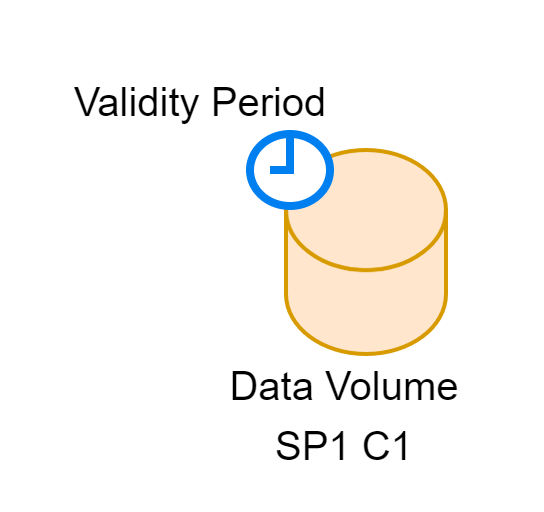 Validity Period
Data Volume
SP1 C1